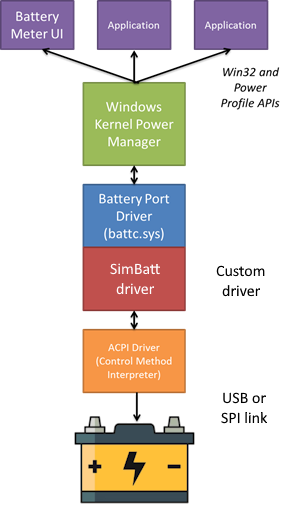 Battery
Meter UI
Application
Application
Win32 and
Power
Profile APIs
Windows
Kernel Power
Manager
Battery Port
Driver
(battc.sys)
SimBatt
driver
Custom
driver
ACPI Driver
(Control Method
Interpreter)
USB or
SPI link
+ −